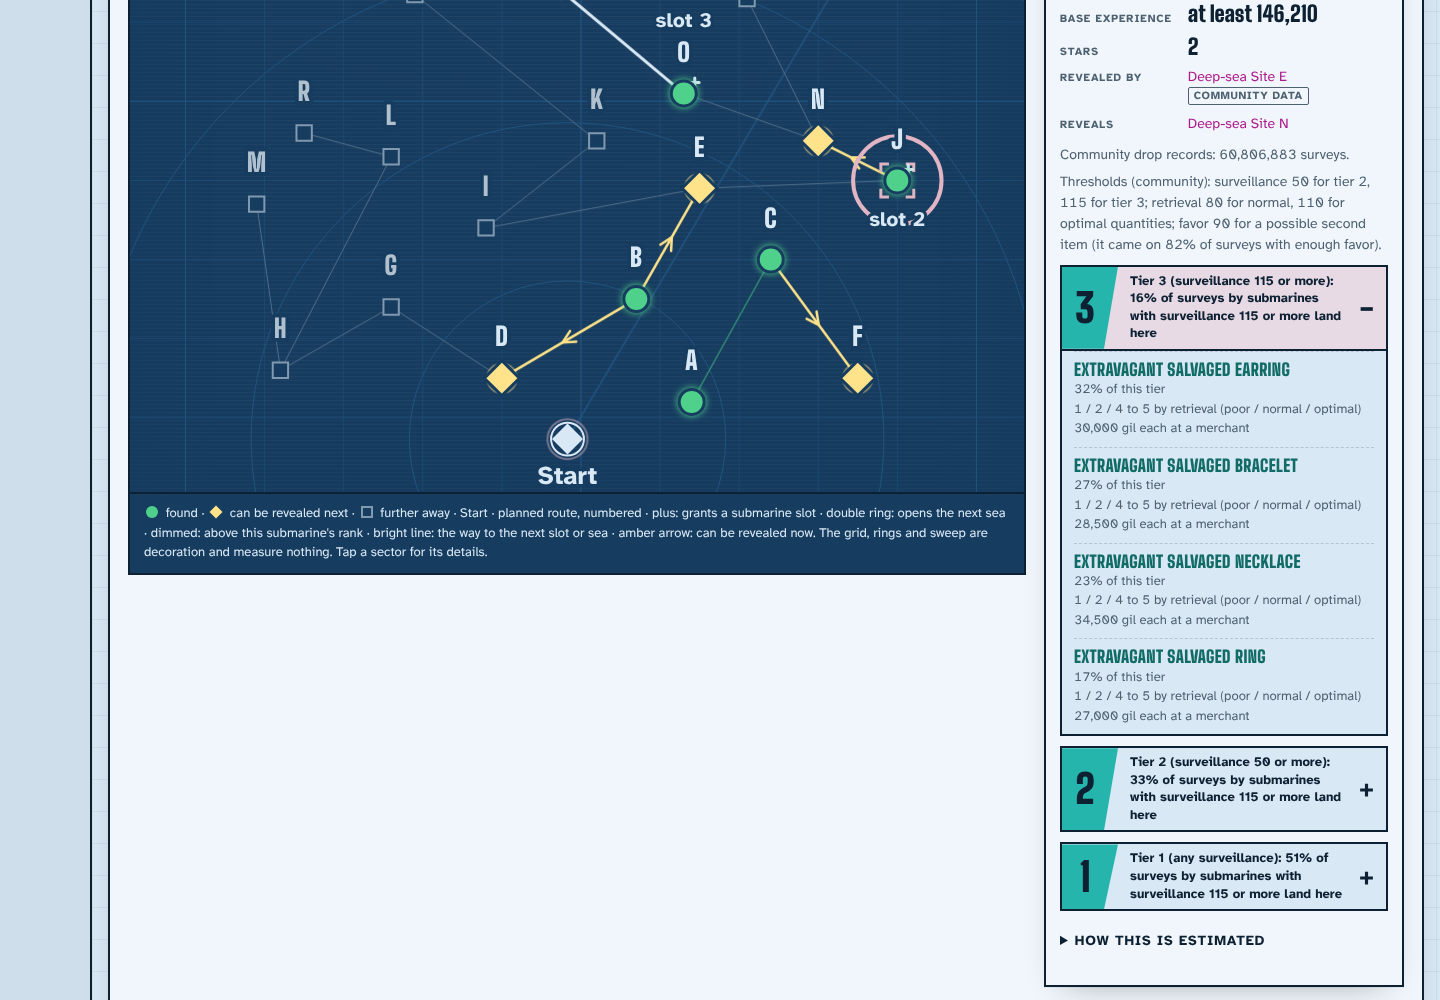 slot 3
O
R
L
K
N
J
M
E
I
slot 2
C
B
G
H
D
F
A
Start
found · can be revealed next · further away · Start · planned route, numbered · plus: grants a submarine slot · double ring: opens the next sea
· dimmed: above this submarine's rank · bright line: the way to the next slot or sea · amber arrow: can be revealed now. The grid, rings and sweep are
decoration and measure nothing. Tap a sector for its details.
BASE EXPERIENCE at least 146,210
STARS 2
REVEALED BY Deep-sea Site E
COMMUNITY DATA
REVEALS Deep-sea Site N
Community drop records: 60,806,883 surveys.
Thresholds (community): surveillance 50 for tier 2,
115 for tier 3; retrieval 80 for normal, 110 for
optimal quantities; favor 90 for a possible second
item (it came on 82% of surveys with enough favor).
3
Tier 3 (surveillance 115 or more):
16% of surveys by submarines
with surveillance 115 or more land
here
−
EXTRAVAGANT SALVAGED EARRING
32% of this tier
1 / 2 / 4 to 5 by retrieval (poor / normal / optimal)
30,000 gil each at a merchant
EXTRAVAGANT SALVAGED BRACELET
27% of this tier
1 / 2 / 4 to 5 by retrieval (poor / normal / optimal)
28,500 gil each at a merchant
EXTRAVAGANT SALVAGED NECKLACE
23% of this tier
1 / 2 / 4 to 5 by retrieval (poor / normal / optimal)
34,500 gil each at a merchant
EXTRAVAGANT SALVAGED RING
17% of this tier
1 / 2 / 4 to 5 by retrieval (poor / normal / optimal)
27,000 gil each at a merchant
2
Tier 2 (surveillance 50 or more):
33% of surveys by submarines
with surveillance 115 or more land
here
+
1
Tier 1 (any surveillance): 51% of
surveys by submarines with
surveillance 115 or more land here
+
HOW THIS IS ESTIMATED